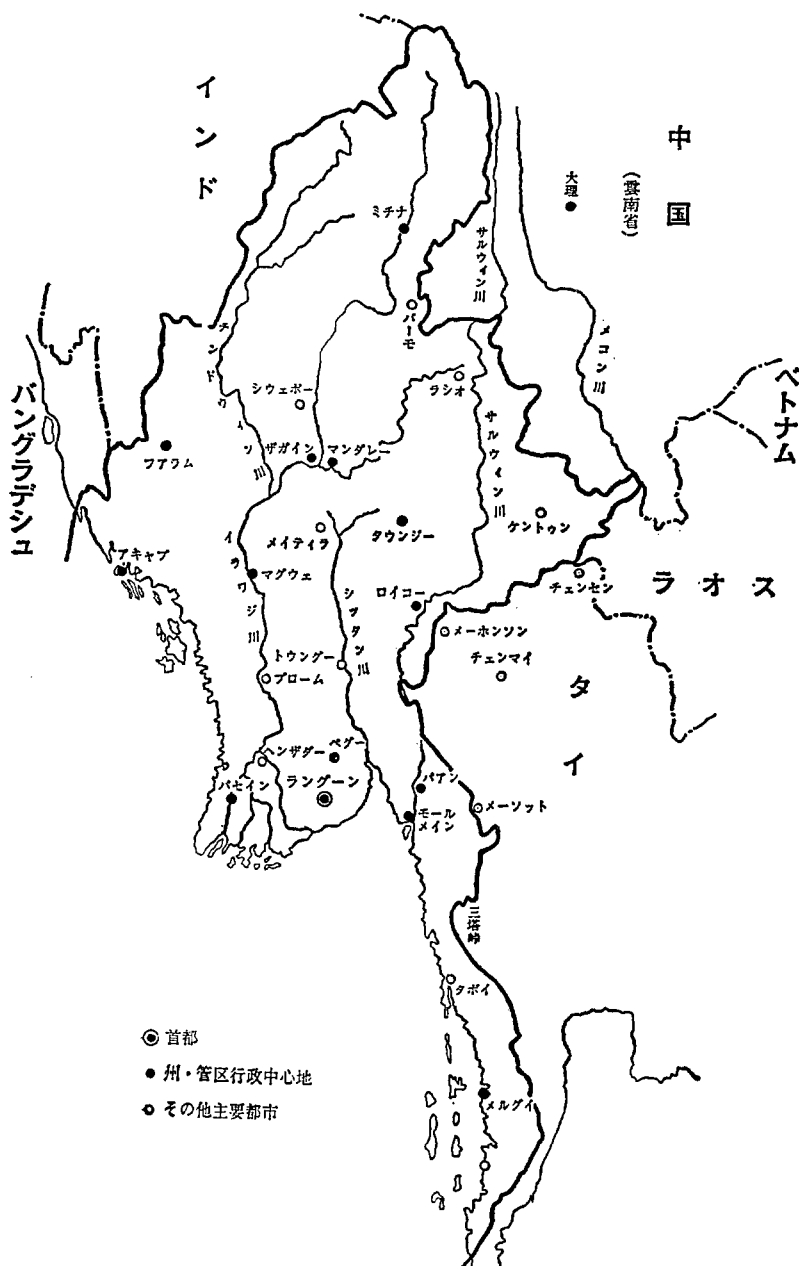 インド
中国
(雲南省)
大理
ミチナ
サルウィン川
メコン川
バーモ
チンドウィン川
シウェボー
ラシオ
サルウィン川
ベトナム
バングラデシュ
ファラム
ザガイン
マンダレー
ケントゥン
メイティラ
タウンジー
アキャブ
イラワジ川
マグウェ
シッタン川
ロイコー
チェンセン
ラオス
メーホンソン
チェンマイ
トウングー
プローム
タイ
ヘンザダー
ペグー
バセイン
ラングーン
パアン
モールメイン
メーソット
三塔峠
タボイ
メルグイ
首都
州・管区行政中心地
その他主要都市